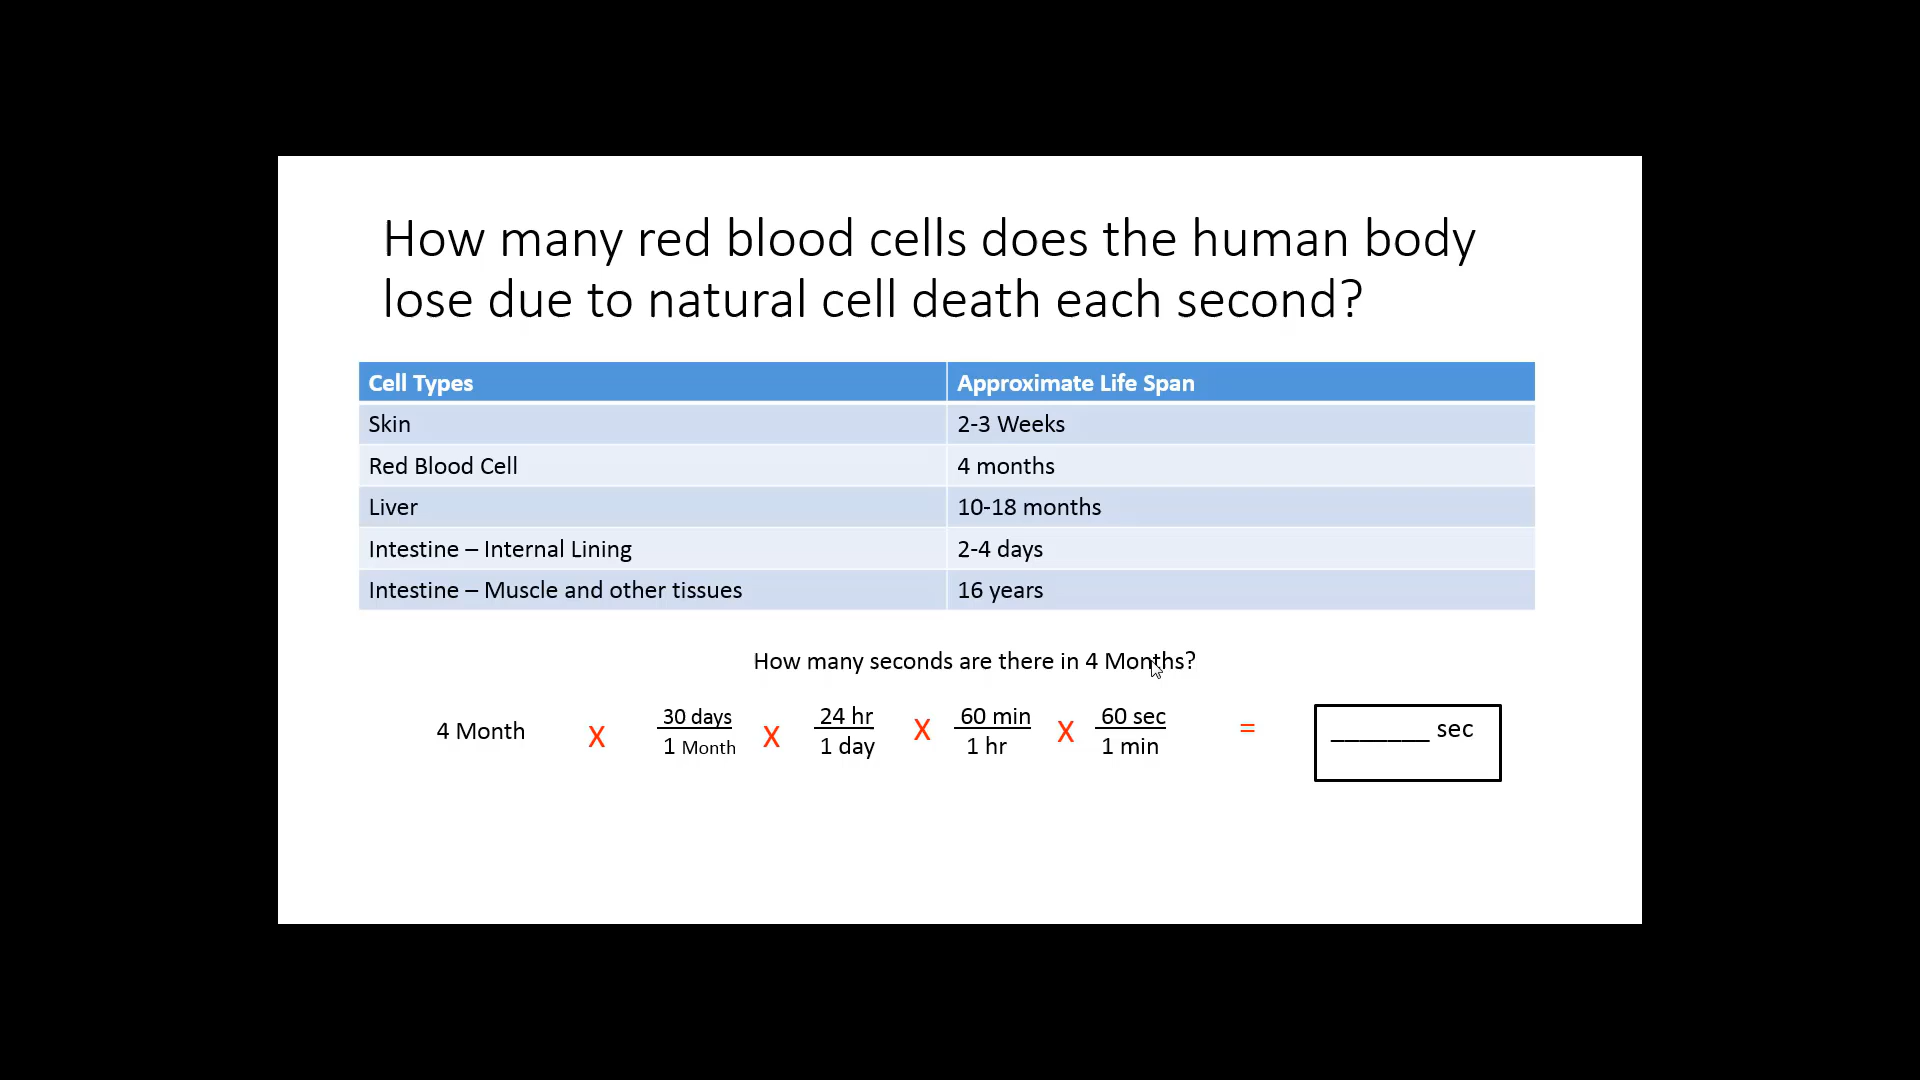 How many red blood cells does the human body
lose due to natural cell death each second?
Cell Types Approximate Life Span
Skin 2-3 Weeks
Red Blood Cell 4 months
Liver 10-18 months
Intestine – Internal Lining 2-4 days
Intestine – Muscle and other tissues 16 years
How many seconds are there in 4 Months?
4 Month X 30 days X 24 hr X 60 min X 60 sec = _______ sec
1 Month 1 day 1 hr 1 min